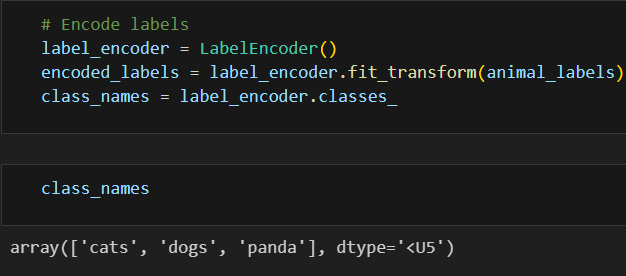 # Encode labels
label_encoder = LabelEncoder()
encoded_labels = label_encoder.fit_transform(animal_labels)
class_names = label_encoder.classes_
class_names
array(['cats', 'dogs', 'panda'], dtype='<U5')